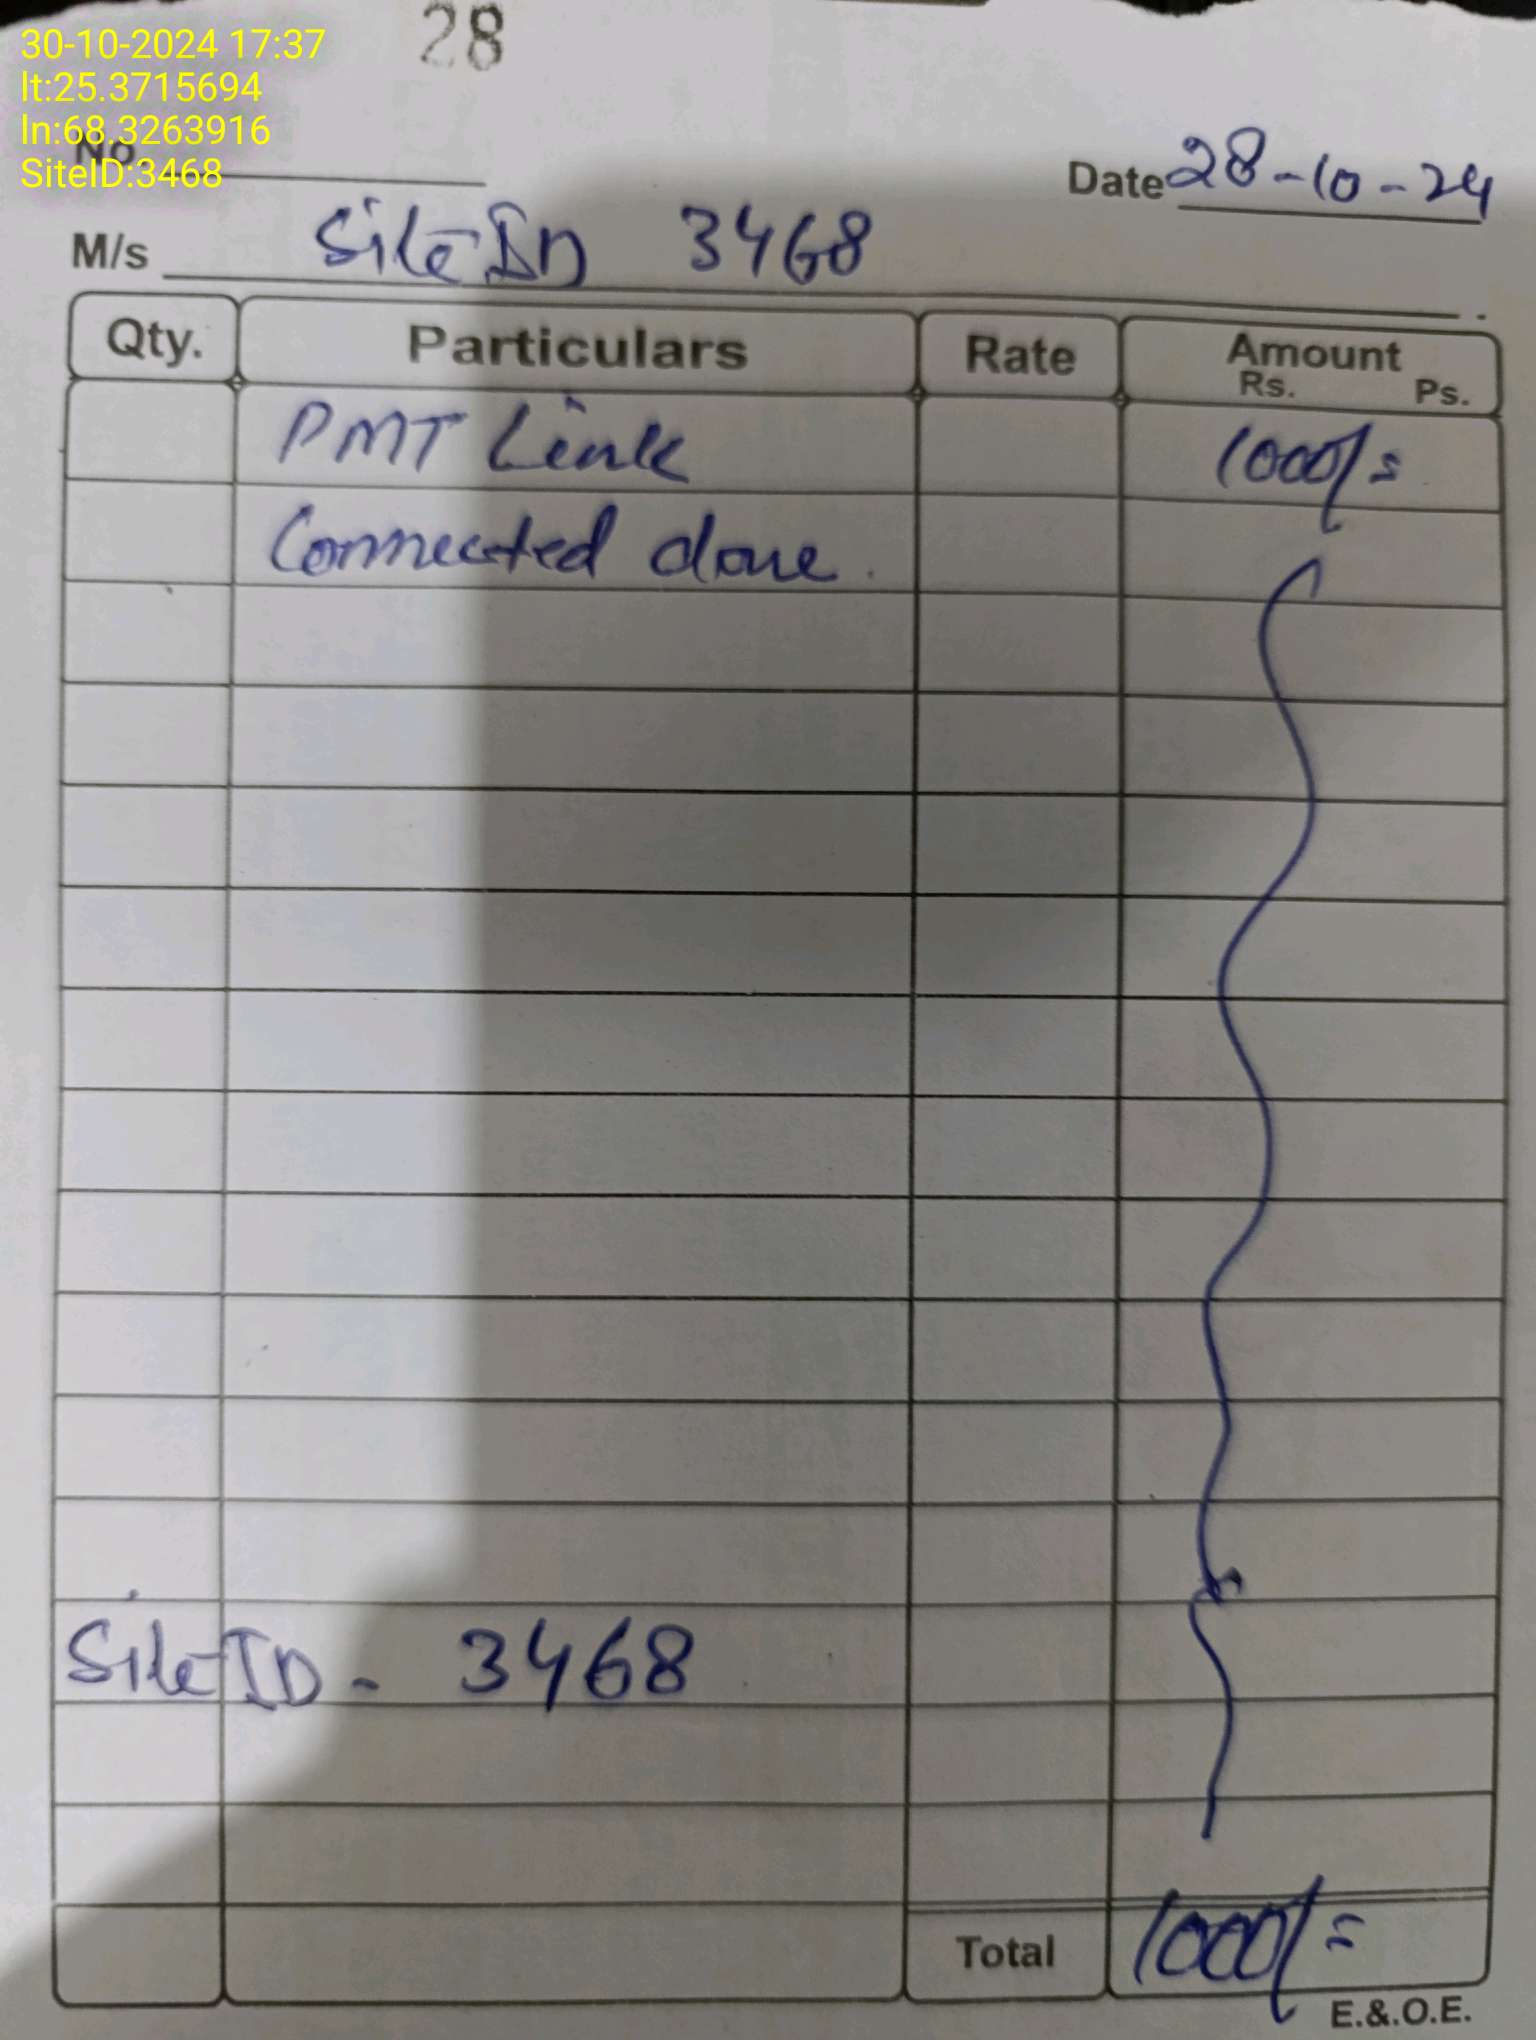 30-10-2024 17:37
28
lt:25.3715694
ln:68.3263916
No.
SiteID:3468
Date 28-10-24
M/s Site ID 3468
Qty. Particulars Rate Amount
Rs. Ps.
PMT Link 1000/=
Connected done.
Site ID - 3468
Total 1000/=
E.&.O.E.